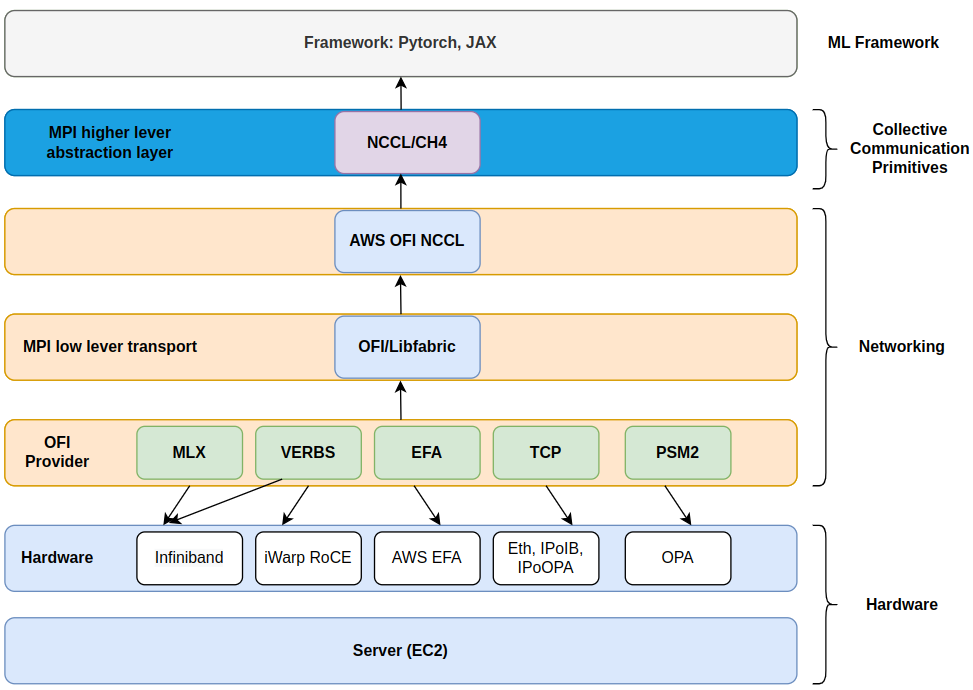 Framework: Pytorch, JAX
ML Framework
MPI higher lever
abstraction layer
NCCL/CH4
Collective
Communication
Primitives
AWS OFI NCCL
MPI low lever transport
OFI/Libfabric
Networking
OFI
Provider
MLX
VERBS
EFA
TCP
PSM2
Hardware
Infiniband
iWarp RoCE
AWS EFA
Eth, IPoIB,
IPoOPA
OPA
Hardware
Server (EC2)